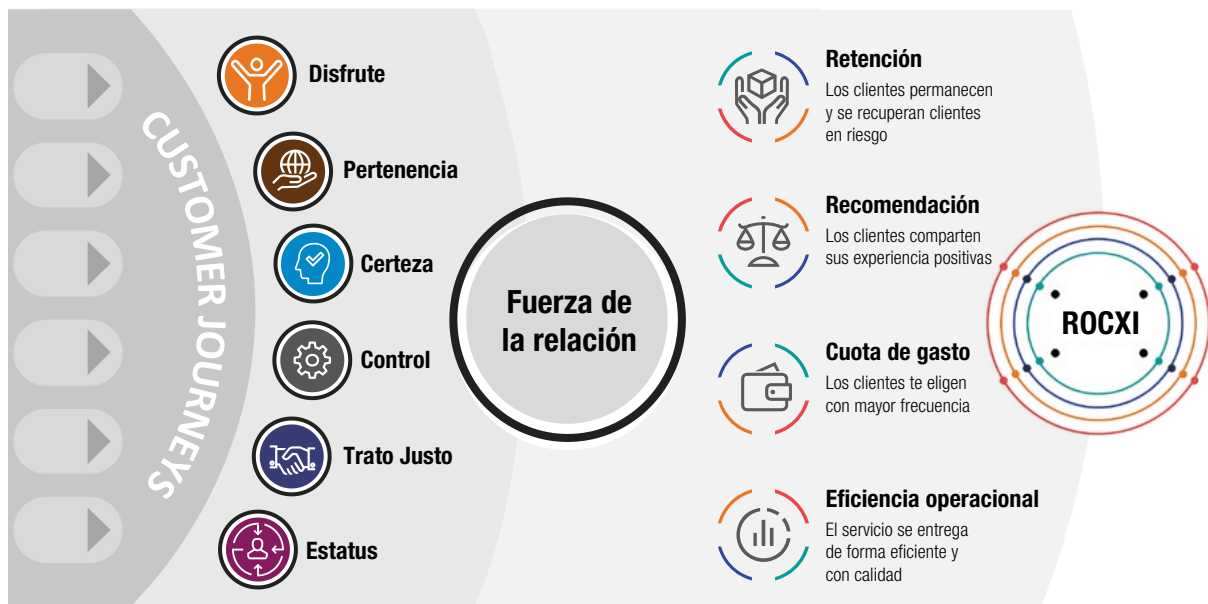 CUSTOMER JOURNEYS
Disfrute
Pertenencia
Certeza
Control
Trato Justo
Estatus
Fuerza de
la relación
Retención
Los clientes permanecen
y se recuperan clientes
en riesgo
Recomendación
Los clientes comparten
sus experiencia positivas
Cuota de gasto
Los clientes te eligen
con mayor frecuencia
Eficiencia operacional
El servicio se entrega
de forma eficiente y
con calidad
ROCXI